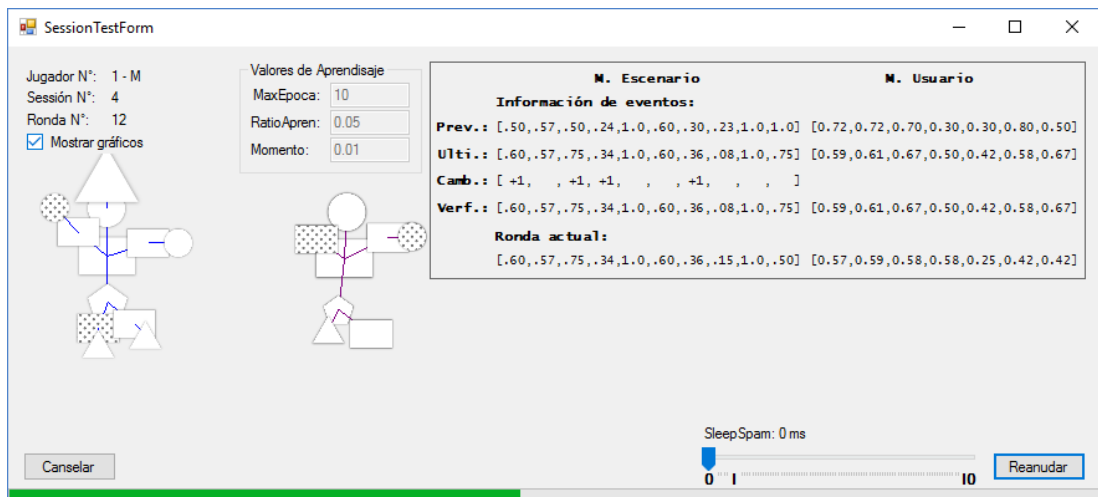 SessionTestForm
Jugador N°: 1 - M
Sessión N°: 4
Ronda N°: 12
Mostrar gráficos
Valores de Aprendisaje
MaxEpoca: 10
RatioApren: 0.05
Momento: 0.01
M. Escenario M. Usuario
Información de eventos:
Prev.: [.50,.57,.50,.24,1.0,.60,.30,.23,1.0,1.0] [0.72,0.72,0.70,0.30,0.30,0.80,0.50]
Ulti.: [.60,.57,.75,.34,1.0,.60,.36,.08,1.0,.75] [0.59,0.61,0.67,0.50,0.42,0.58,0.67]
Camb.: [ +1, , +1, +1, , , +1, , , ]
Verf.: [.60,.57,.75,.34,1.0,.60,.36,.08,1.0,.75] [0.59,0.61,0.67,0.50,0.42,0.58,0.67]
Ronda actual:
[.60,.57,.75,.34,1.0,.60,.36,.15,1.0,.50] [0.57,0.59,0.58,0.58,0.25,0.42,0.42]
SleepSpam: 0 ms
0 1 10
Canselar
Reanudar